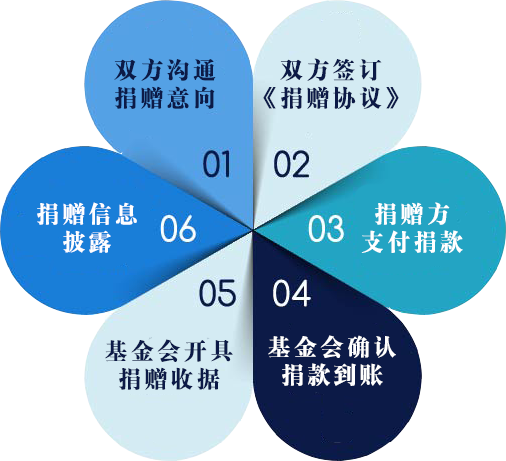 双方沟通
捐赠意向
01
双方签订
《捐赠协议》
02
03
捐赠方
支付捐款
04
基金会确认
捐款到账
05
基金会开具
捐赠收据
捐赠信息
披露
06